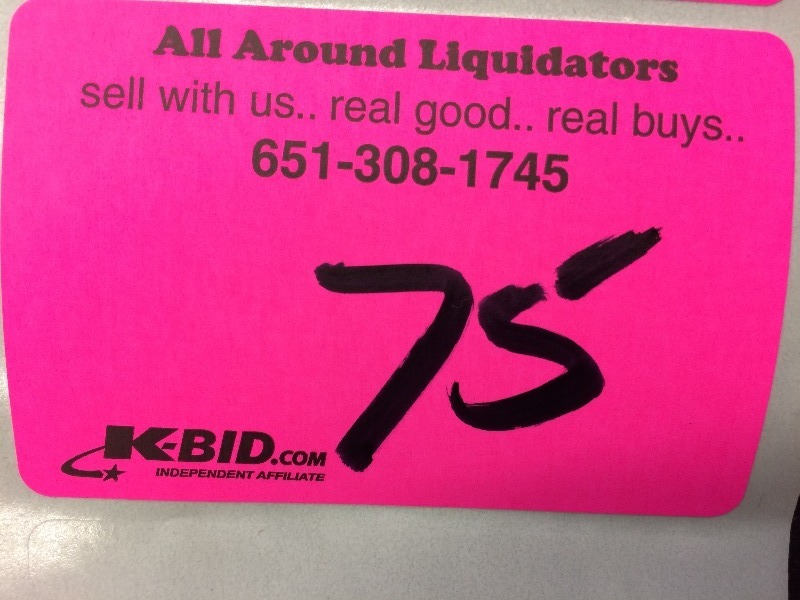 All Around Liquidators
sell with us.. real good.. real buys..
651-308-1745
75
K-BID.COM
INDEPENDENT AFFILIATE